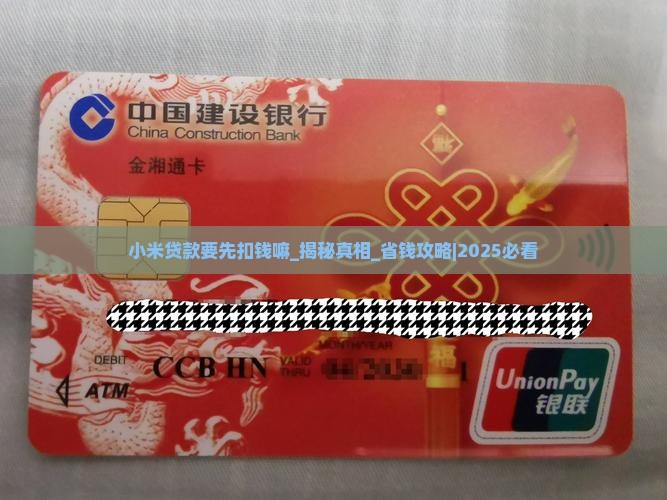 中国建设银行
China Construction Bank
金湘通卡
小米贷款要先扣钱嘛_揭秘真相_省钱攻略|2025必看
MONTH/YEAR
DEBIT
CCB HN
VALID
THRU
ATM
福
UnionPay
银联